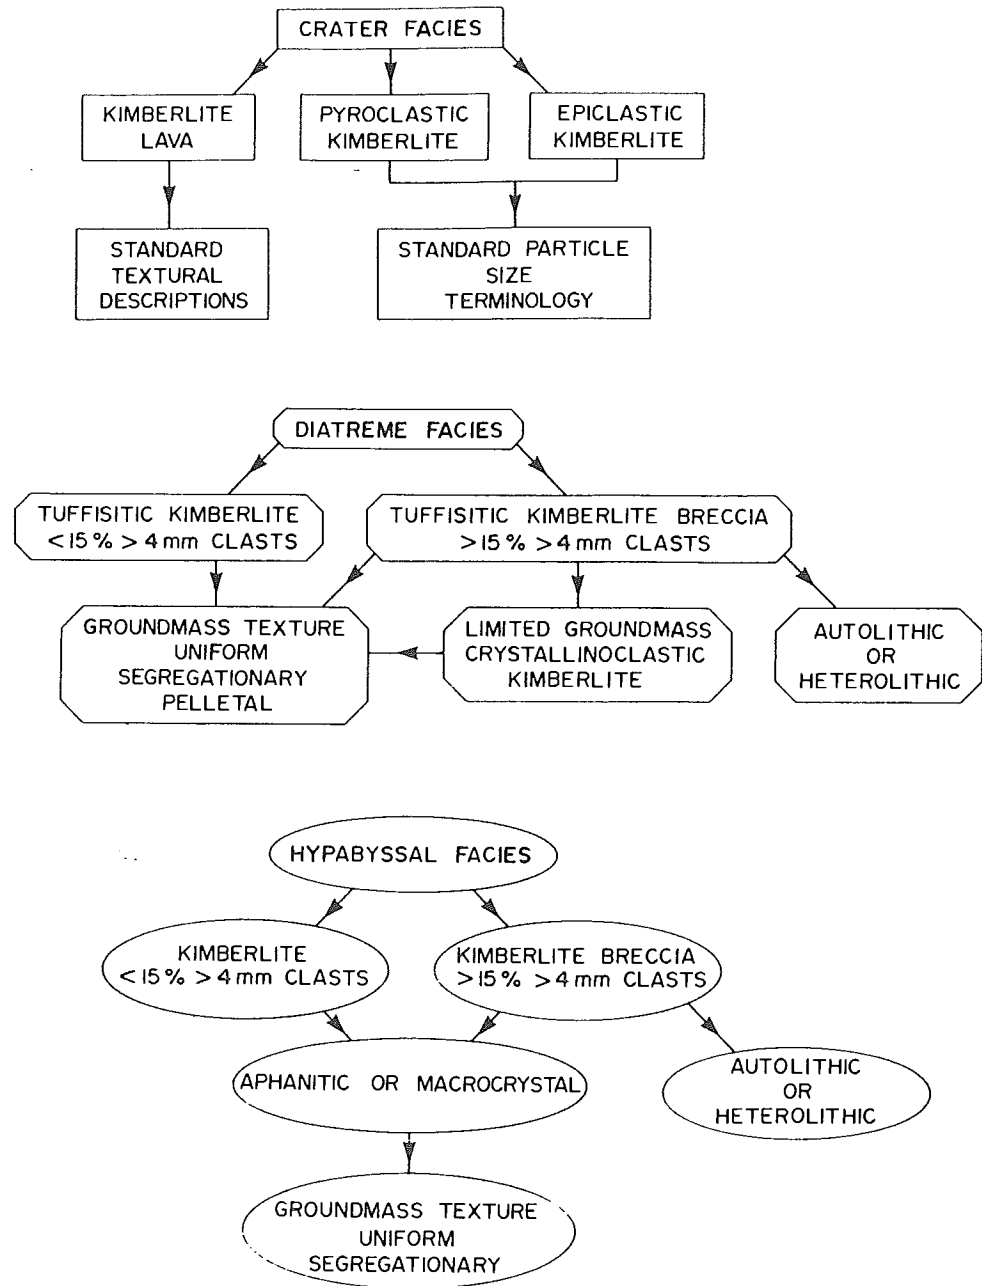 CRATER FACIES
KIMBERLITE
LAVA
PYROCLASTIC
KIMBERLITE
EPICLASTIC
KIMBERLITE
STANDARD
TEXTURAL
DESCRIPTIONS
STANDARD PARTICLE
SIZE
TERMINOLOGY
DIATREME FACIES
TUFFISITIC KIMBERLITE
<15% >4mm CLASTS
TUFFISITIC KIMBERLITE BRECCIA
>15% >4mm CLASTS
GROUNDMASS TEXTURE
UNIFORM
SEGREGATIONARY
PELLETAL
LIMITED GROUNDMASS
CRYSTALLINOCLASTIC
KIMBERLITE
AUTOLITHIC
OR
HETEROLITHIC
HYPABYSSAL FACIES
KIMBERLITE
<15% >4mm CLASTS
KIMBERLITE BRECCIA
>15% >4mm CLASTS
APHANITIC OR MACROCRYSTAL
AUTOLITHIC
OR
HETEROLITHIC
GROUNDMASS TEXTURE
UNIFORM
SEGREGATIONARY